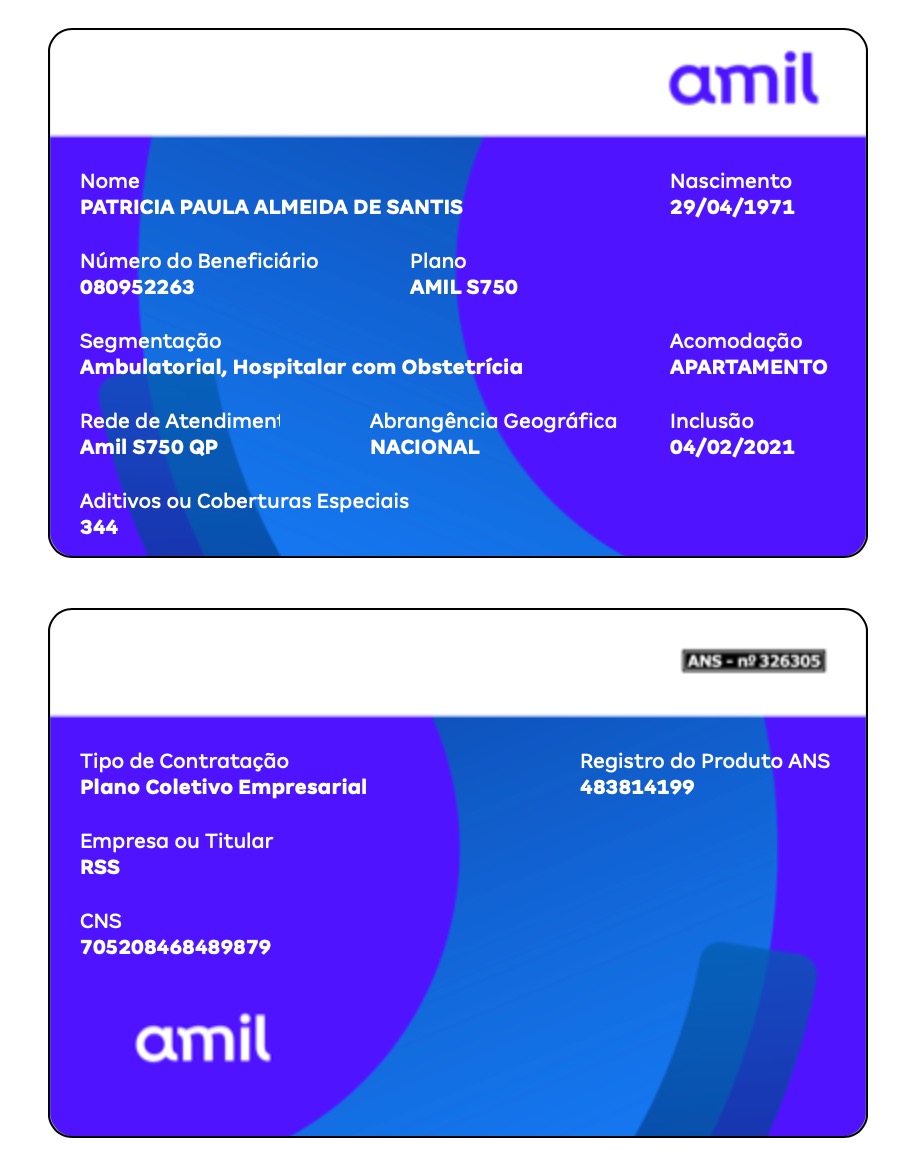 amil
Nome
Nascimento
PATRICIA PAULA ALMEIDA DE SANTIS
29/04/1971
Número do Beneficiário
Plano
080952263
AMIL S750
Segmentação
Acomodação
Ambulatorial, Hospitalar com Obstetrícia
APARTAMENTO
Rede de Atendiment
Abrangência Geográfica
Inclusão
Amil S750 QP
NACIONAL
04/02/2021
Aditivos ou Coberturas Especiais
344
ANS - nº 326305
Tipo de Contratação
Registro do Produto ANS
Plano Coletivo Empresarial
483814199
Empresa ou Titular
RSS
CNS
705208468489879
amil